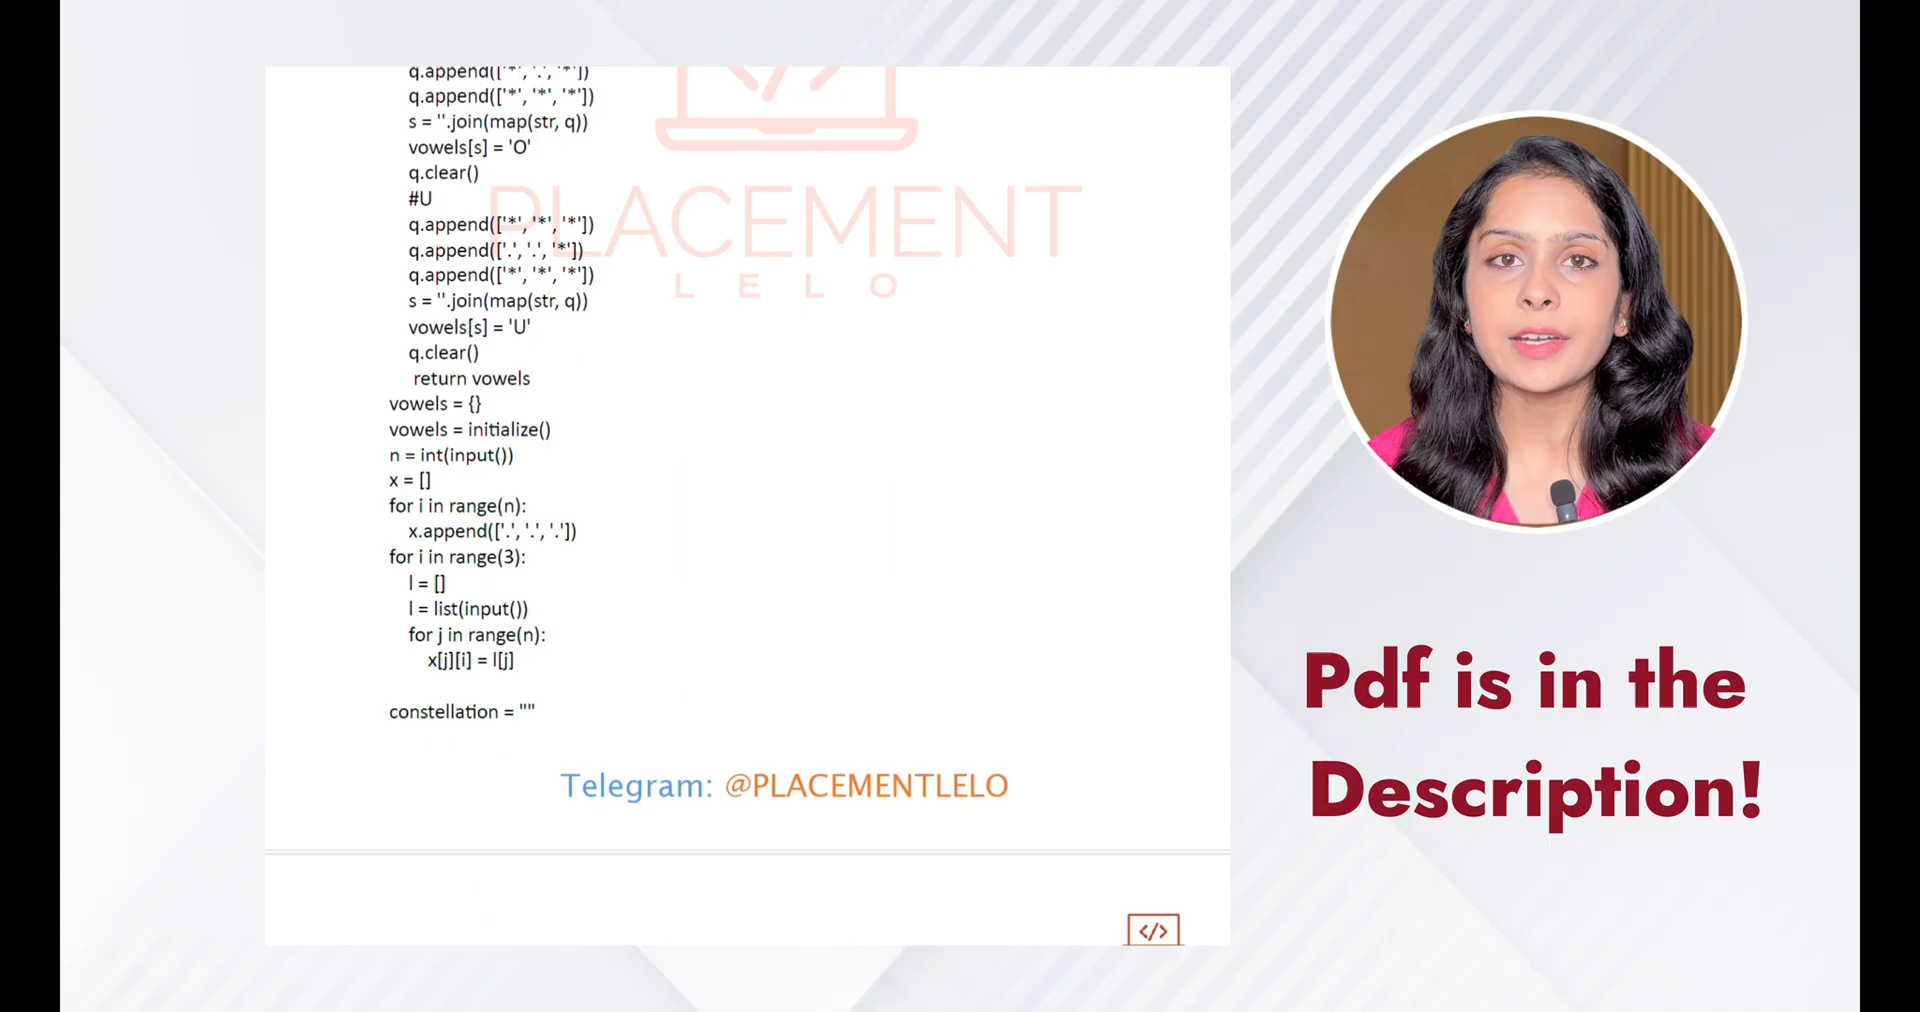 q.append(['*', '.', '*'])
q.append(['*', '*', '*'])
s = ''.join(map(str, q))
vowels[s] = 'O'
q.clear()
#U
q.append(['*', '*', '*'])
q.append(['.', '.', '*'])
q.append(['*', '*', '*'])
s = ''.join(map(str, q))
vowels[s] = 'U'
q.clear()
return vowels
vowels = {}
vowels = initialize()
n = int(input())
x = []
for i in range(n):
x.append(['.', '.', '.'])
for i in range(3):
l = []
l = list(input())
for j in range(n):
x[j][i] = l[j]
constellation = ""
PLACEMENT
LELO
Telegram: @PLACEMENTLELO
</>
Pdf is in the
Description!